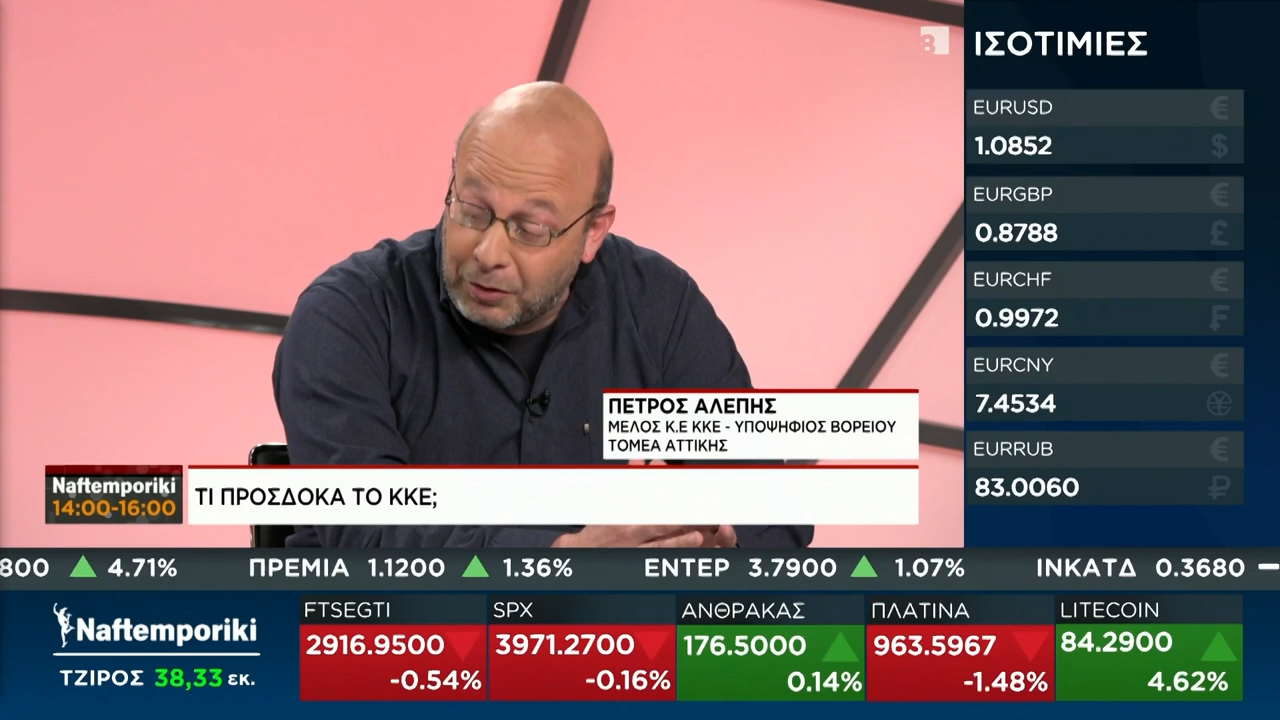 ΙΣΟΤΙΜΙΕΣ
EURUSD €
1.0852 $
EURGBP €
0.8788 £
EURCHF €
0.9972 ₣
EURCNY €
7.4534
EURRUB €
83.0060 ₽
ΠΕΤΡΟΣ ΑΛΕΠΗΣ
ΜΕΛΟΣ Κ.Ε ΚΚΕ - ΥΠΟΨΗΦΙΟΣ ΒΟΡΕΙΟΥ
ΤΟΜΕΑ ΑΤΤΙΚΗΣ
Naftemporiki
14:00-16:00
ΤΙ ΠΡΟΣΔΟΚΑ ΤΟ ΚΚΕ;
800 4.71% ΠΡΕΜΙΑ 1.1200 1.36% ΕΝΤΕΡ 3.7900 1.07% ΙΝΚΑΤΔ 0.3680
Naftemporiki
ΤΖΙΡΟΣ 38,33 εκ.
FTSEGTI
2916.9500
-0.54%
SPX
3971.2700
-0.16%
ΑΝΘΡΑΚΑΣ
176.5000
0.14%
ΠΛΑΤΙΝΑ
963.5967
-1.48%
LITECOIN
84.2900
4.62%